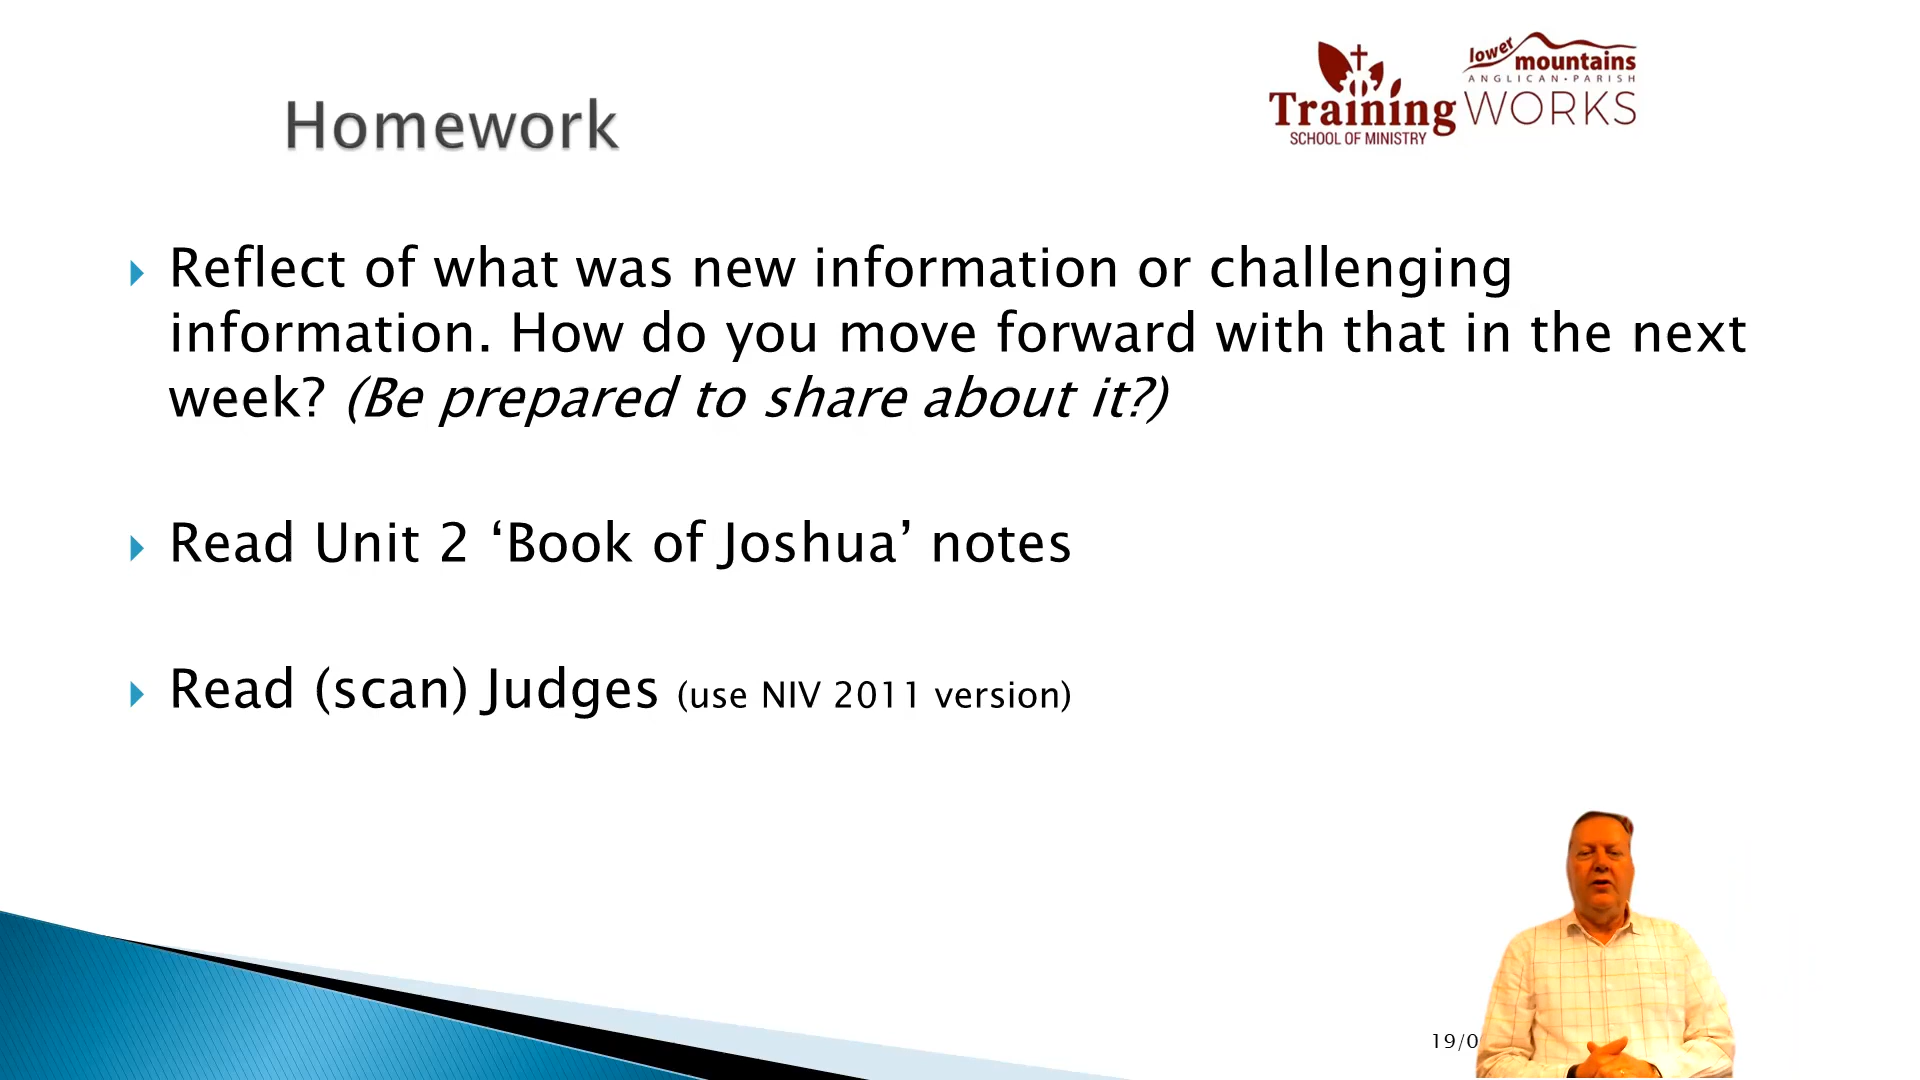 Homework
Training
SCHOOL OF MINISTRY
lower
mountains
ANGLICAN•PARISH
WORKS
Reflect of what was new information or challenging
information. How do you move forward with that in the next
week? (Be prepared to share about it?)
Read Unit 2 ‘Book of Joshua’ notes
Read (scan) Judges (use NIV 2011 version)
19/0